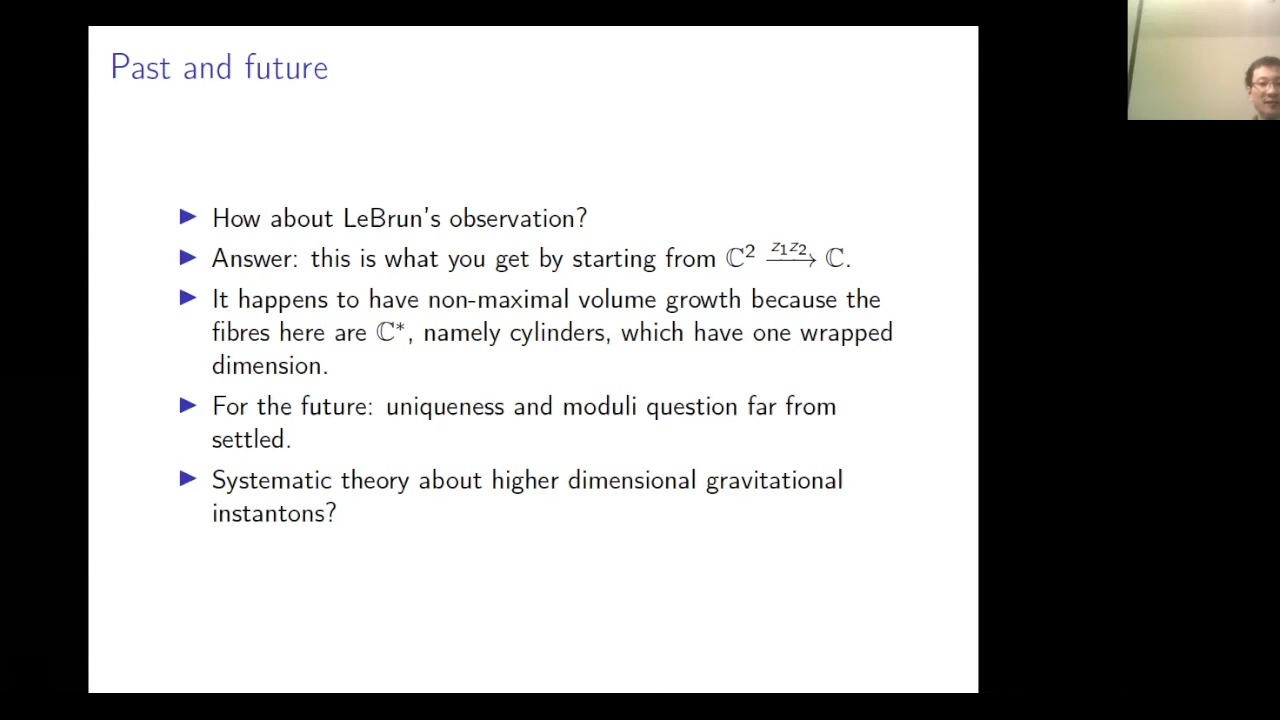 Past and future
▶ How about LeBrun's observation?
▶ Answer: this is what you get by starting from ℂ² —z₁z₂→ ℂ.
▶ It happens to have non-maximal volume growth because the
fibres here are ℂ*, namely cylinders, which have one wrapped
dimension.
▶ For the future: uniqueness and moduli question far from
settled.
▶ Systematic theory about higher dimensional gravitational
instantons?